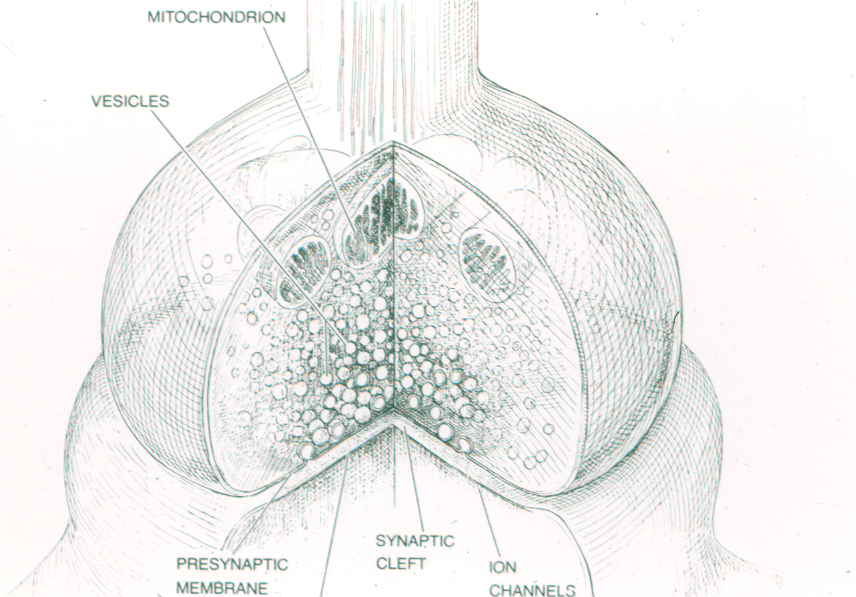 MITOCHONDRION
VESICLES
PRESYNAPTIC
MEMBRANE
SYNAPTIC
CLEFT
ION
CHANNELS